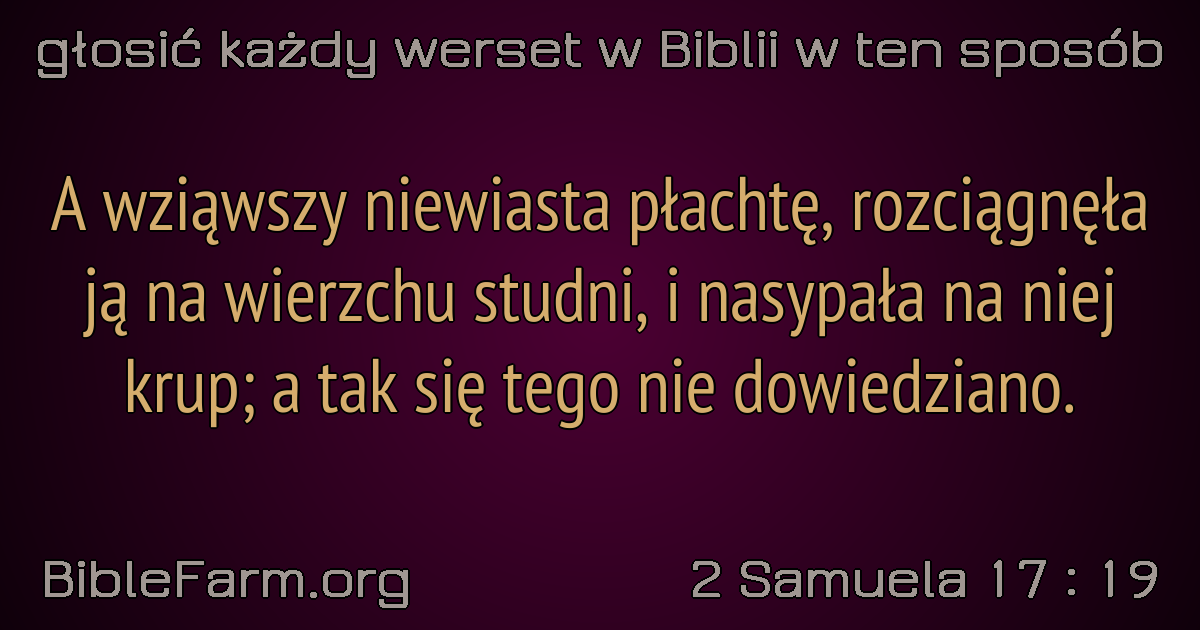 głosić każdy werset w Biblii w ten sposób
A wziąwszy niewiasta płachtę, rozciągnęła
ją na wierzchu studni, i nasypała na niej
krup; a tak się tego nie dowiedziano.
BibleFarm.org
2 Samuela 17 : 19